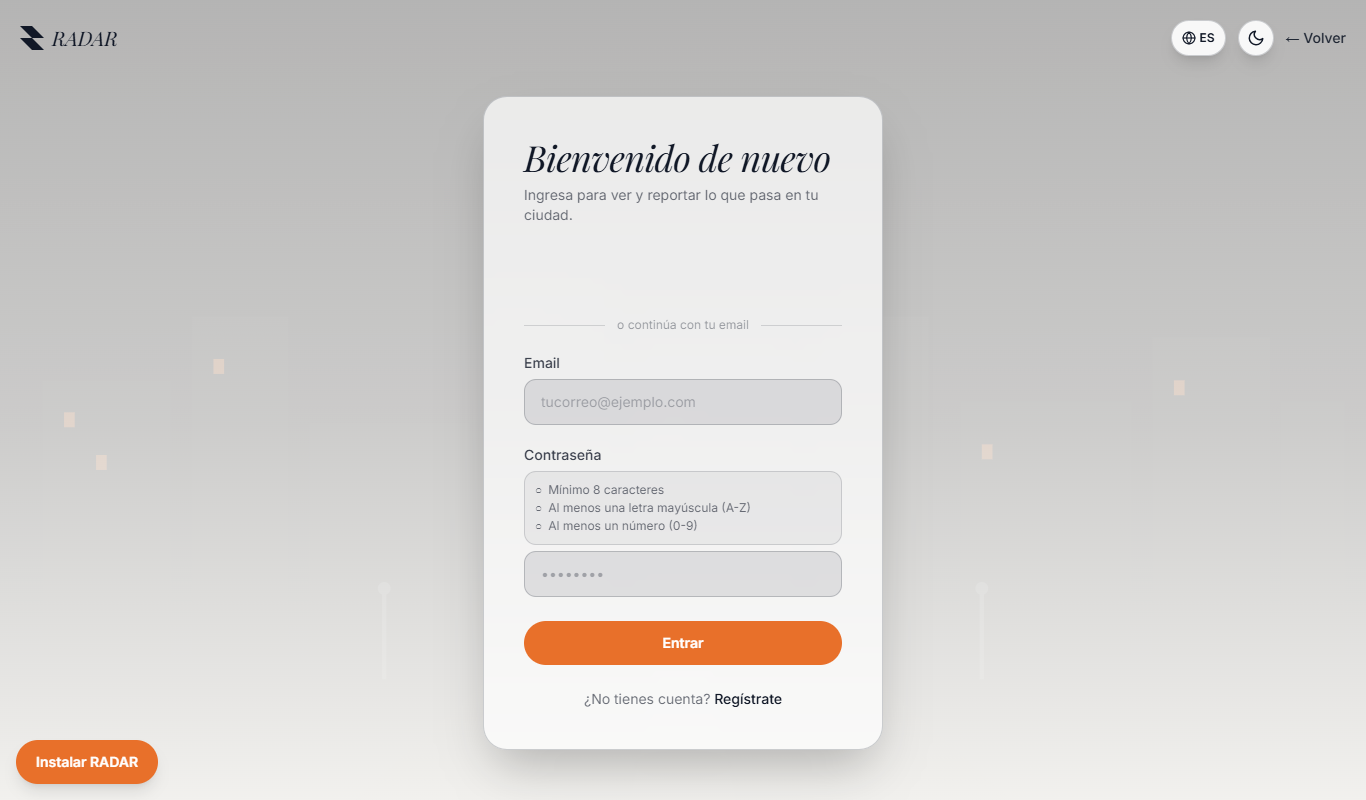 RADAR
ES
← Volver
Bienvenido de nuevo
Ingresa para ver y reportar lo que pasa en tu
ciudad.
o continúa con tu email
Email
tucorreo@ejemplo.com
Contraseña
○ Mínimo 8 caracteres
○ Al menos una letra mayúscula (A-Z)
○ Al menos un número (0-9)
••••••••
Entrar
¿No tienes cuenta? Regístrate
Instalar RADAR